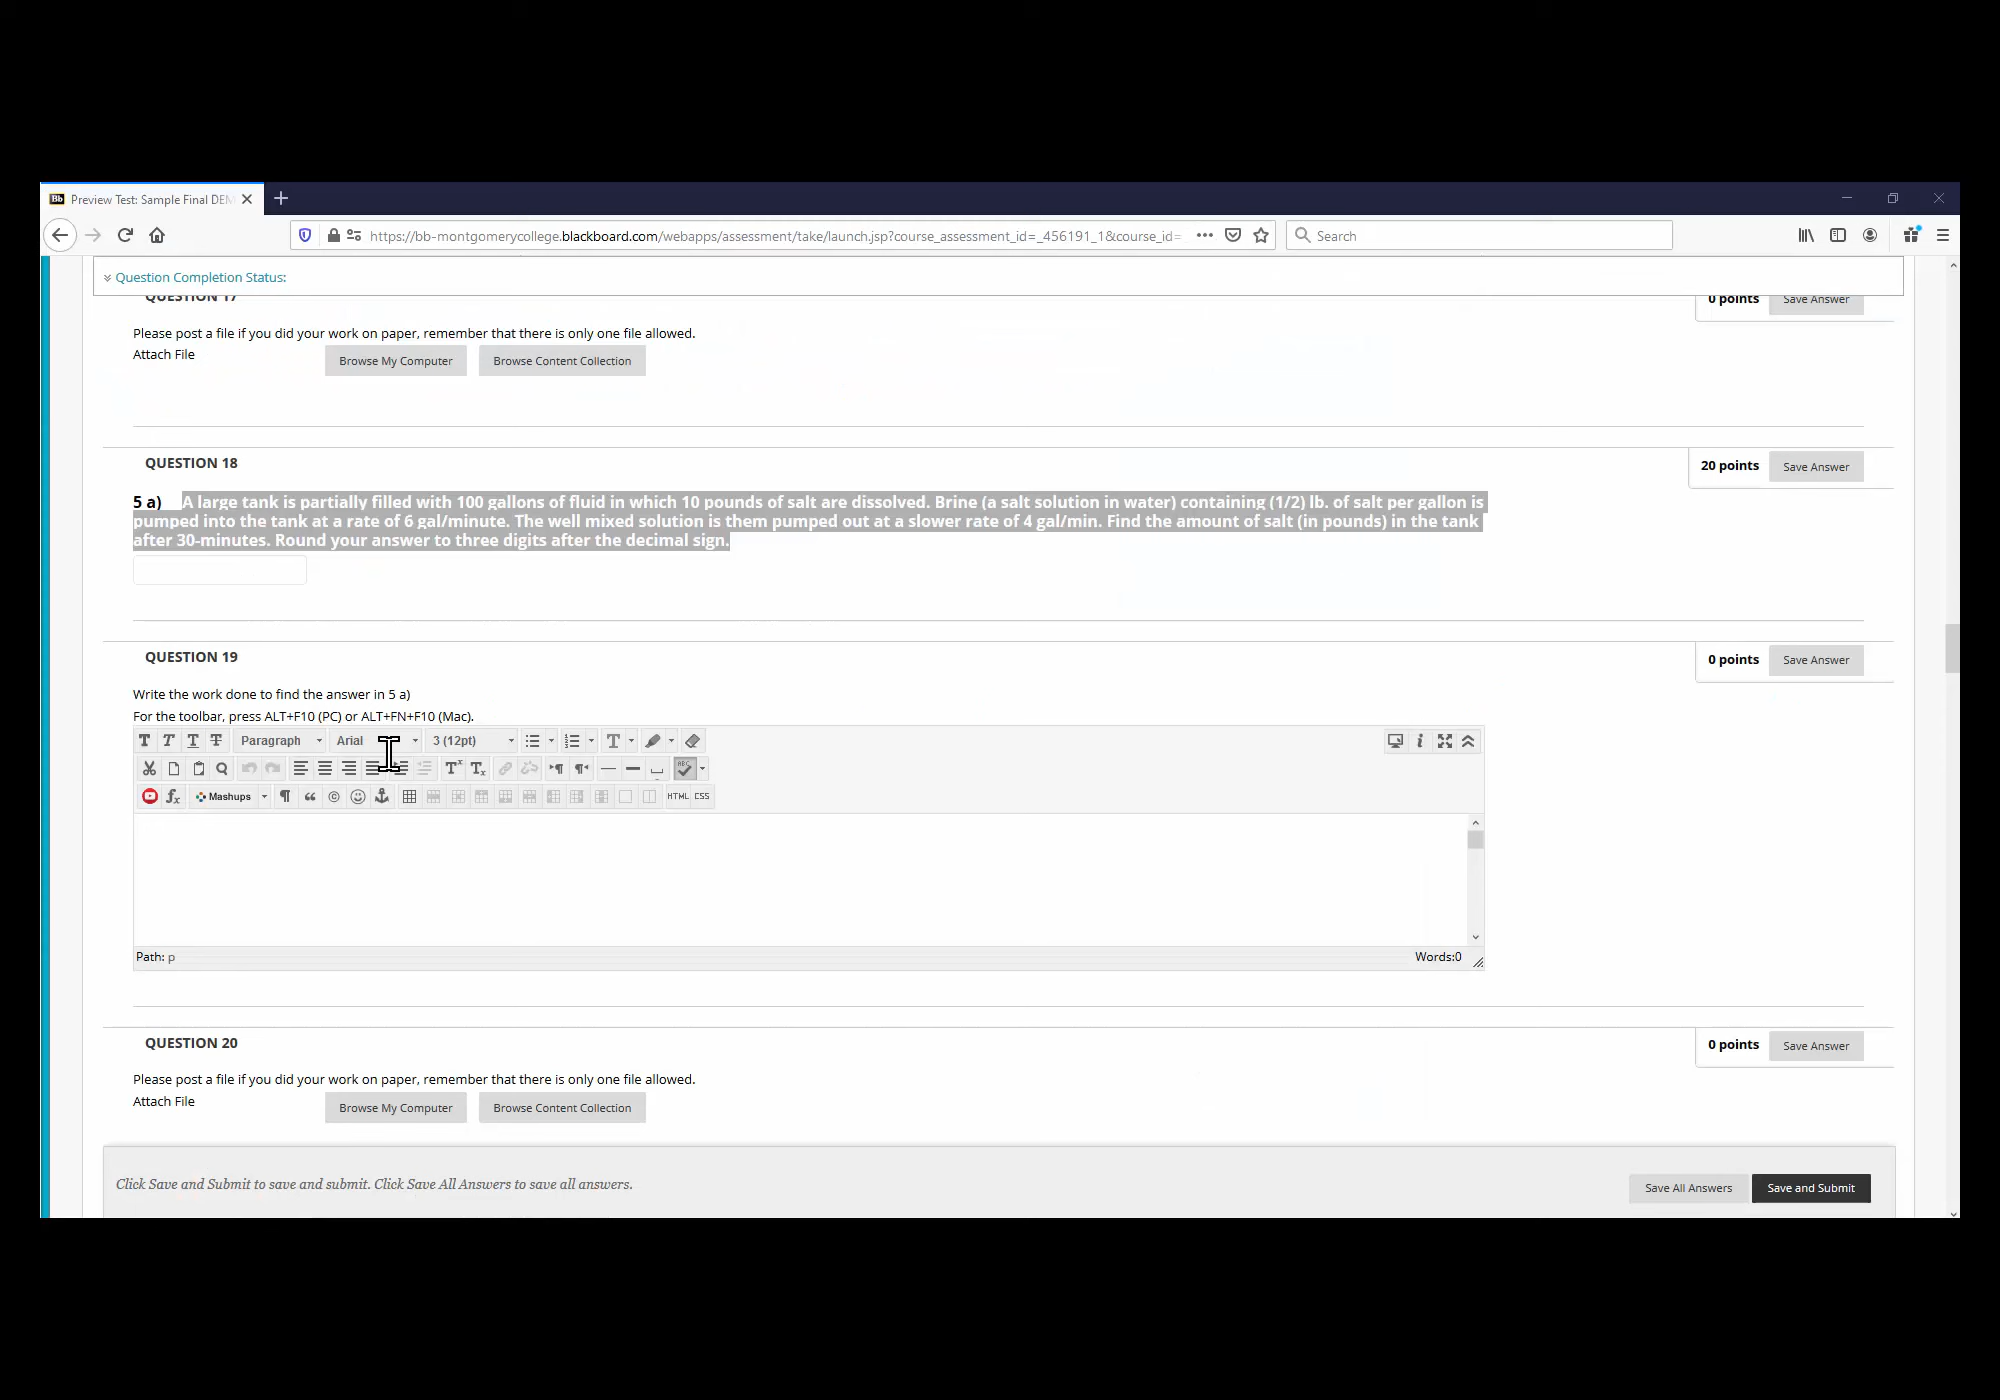 Preview Test: Sample Final DEM
https://bb-montgomerycollege.blackboard.com/webapps/assessment/take/launch.jsp?course_assessment_id=_456191_1&course_id=
Search
Question Completion Status:
QUESTION 17
0 points
Save Answer
Please post a file if you did your work on paper, remember that there is only one file allowed.
Attach File
Browse My Computer
Browse Content Collection
QUESTION 18
20 points
Save Answer
5 a) A large tank is partially filled with 100 gallons of fluid in which 10 pounds of salt are dissolved. Brine (a salt solution in water) containing (1/2) lb. of salt per gallon is
pumped into the tank at a rate of 6 gal/minute. The well mixed solution is them pumped out at a slower rate of 4 gal/min. Find the amount of salt (in pounds) in the tank
after 30-minutes. Round your answer to three digits after the decimal sign.
QUESTION 19
0 points
Save Answer
Write the work done to find the answer in 5 a)
For the toolbar, press ALT+F10 (PC) or ALT+FN+F10 (Mac).
Paragraph
Arial
3 (12pt)
Mashups
HTML CSS
Path: p
Words:0
QUESTION 20
0 points
Save Answer
Please post a file if you did your work on paper, remember that there is only one file allowed.
Attach File
Browse My Computer
Browse Content Collection
Click Save and Submit to save and submit. Click Save All Answers to save all answers.
Save All Answers
Save and Submit